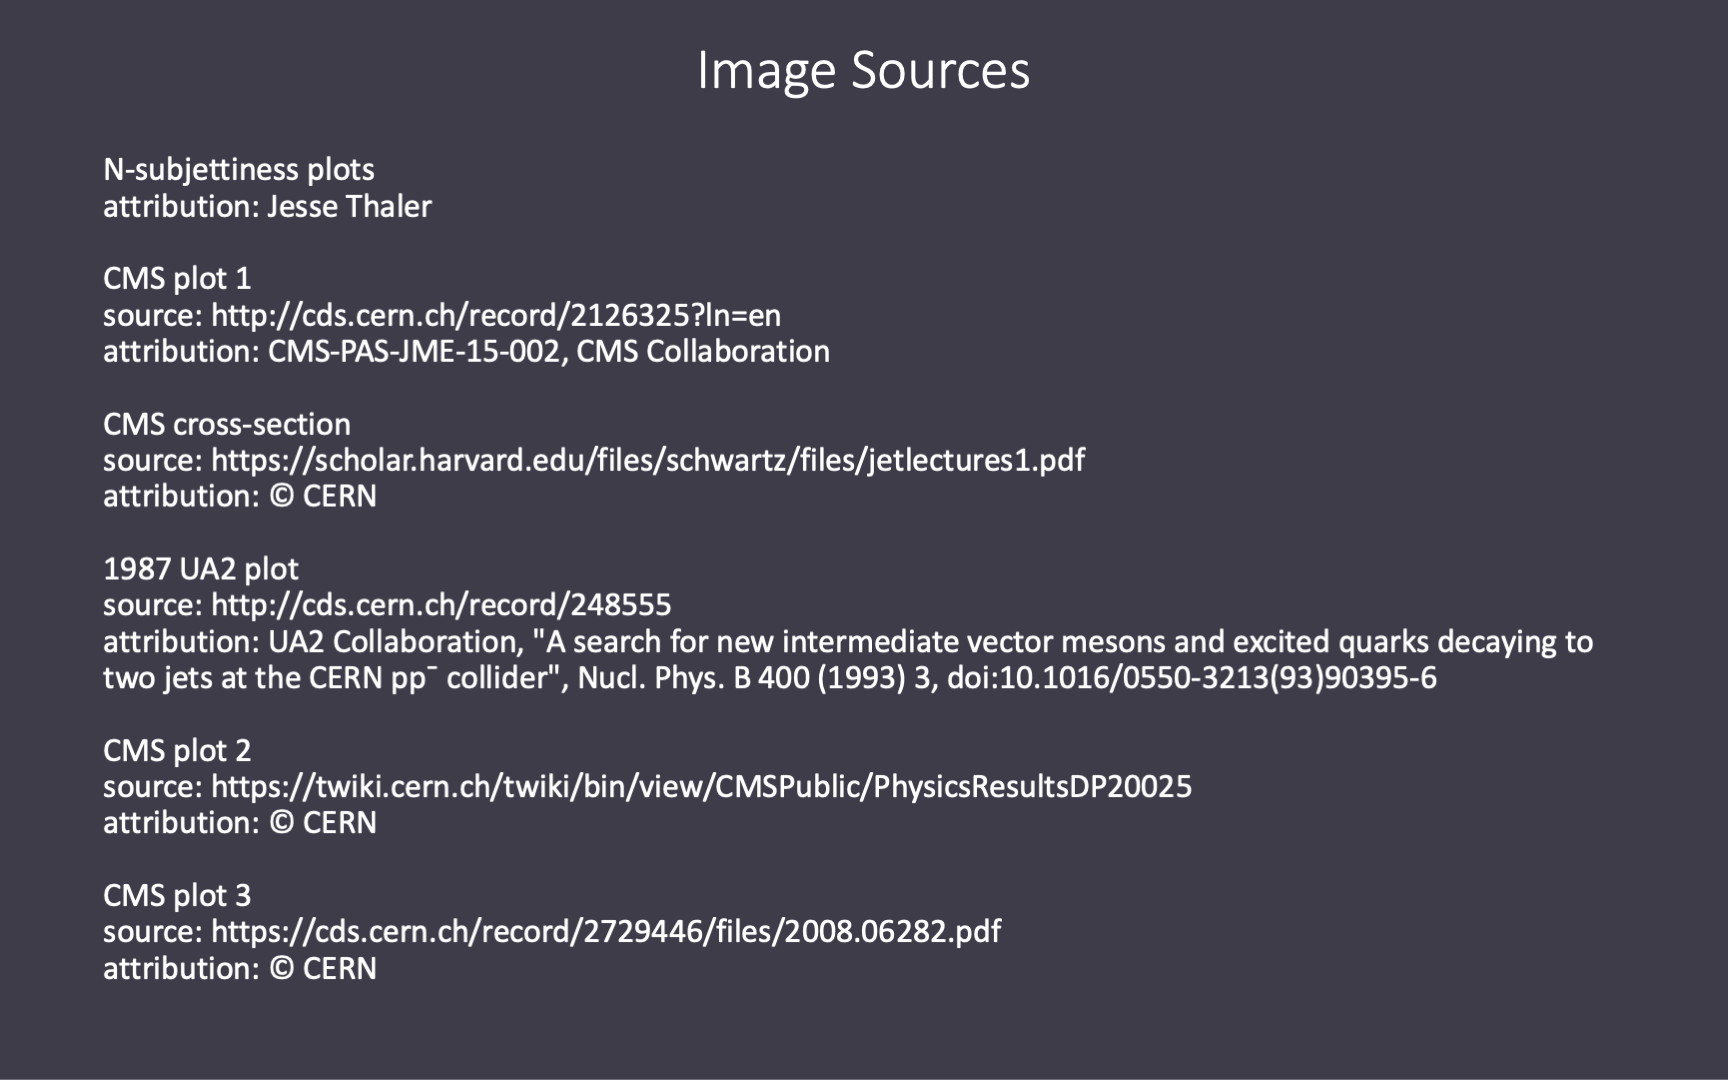 Image Sources
N-subjettiness plots
attribution: Jesse Thaler
CMS plot 1
source: http://cds.cern.ch/record/2126325?ln=en
attribution: CMS-PAS-JME-15-002, CMS Collaboration
CMS cross-section
source: https://scholar.harvard.edu/files/schwartz/files/jetlectures1.pdf
attribution: © CERN
1987 UA2 plot
source: http://cds.cern.ch/record/248555
attribution: UA2 Collaboration, "A search for new intermediate vector mesons and excited quarks decaying to
two jets at the CERN pp¯ collider", Nucl. Phys. B 400 (1993) 3, doi:10.1016/0550-3213(93)90395-6
CMS plot 2
source: https://twiki.cern.ch/twiki/bin/view/CMSPublic/PhysicsResultsDP20025
attribution: © CERN
CMS plot 3
source: https://cds.cern.ch/record/2729446/files/2008.06282.pdf
attribution: © CERN